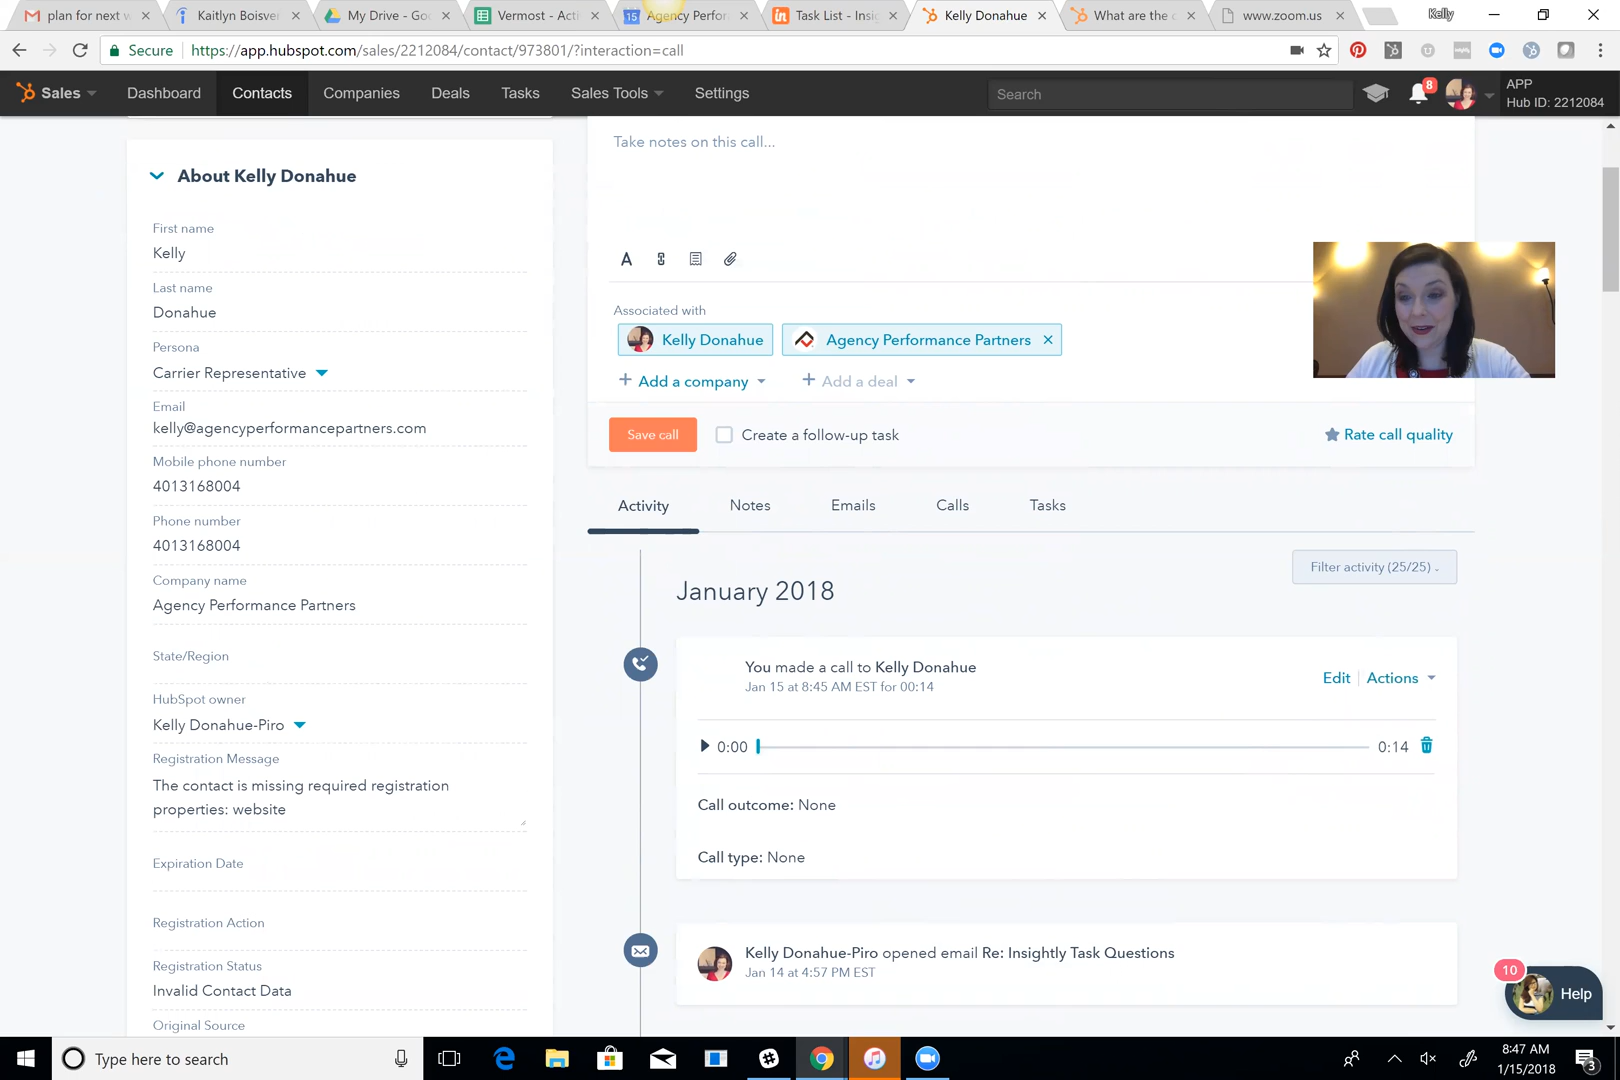 plan for next w
Kaitlyn Boisver
My Drive - Goo
Vermost - Acti
15 Agency Perfor
in Task List - Insig
Kelly Donahue
What are the c
www.zoom.us
Kelly
Secure https://app.hubspot.com/sales/2212084/contact/973801/?interaction=call
Sales Dashboard Contacts Companies Deals Tasks Sales Tools Settings
Search
8
APP
Hub ID: 2212084
About Kelly Donahue
First name
Kelly
Last name
Donahue
Persona
Carrier Representative
Email
kelly@agencyperformancepartners.com
Mobile phone number
4013168004
Phone number
4013168004
Company name
Agency Performance Partners
State/Region
HubSpot owner
Kelly Donahue-Piro
Registration Message
The contact is missing required registration
properties: website
Expiration Date
Registration Action
Registration Status
Invalid Contact Data
Original Source
Take notes on this call...
A
Associated with
Kelly Donahue
Agency Performance Partners
+ Add a company
+ Add a deal
Save call
Create a follow-up task
Rate call quality
Activity Notes Emails Calls Tasks
Filter activity (25/25)
January 2018
You made a call to Kelly Donahue
Jan 15 at 8:45 AM EST for 00:14
Edit | Actions
0:00
0:14
Call outcome: None
Call type: None
Kelly Donahue-Piro opened email Re: Insightly Task Questions
Jan 14 at 4:57 PM EST
10
Help
Type here to search
8:47 AM
1/15/2018
3